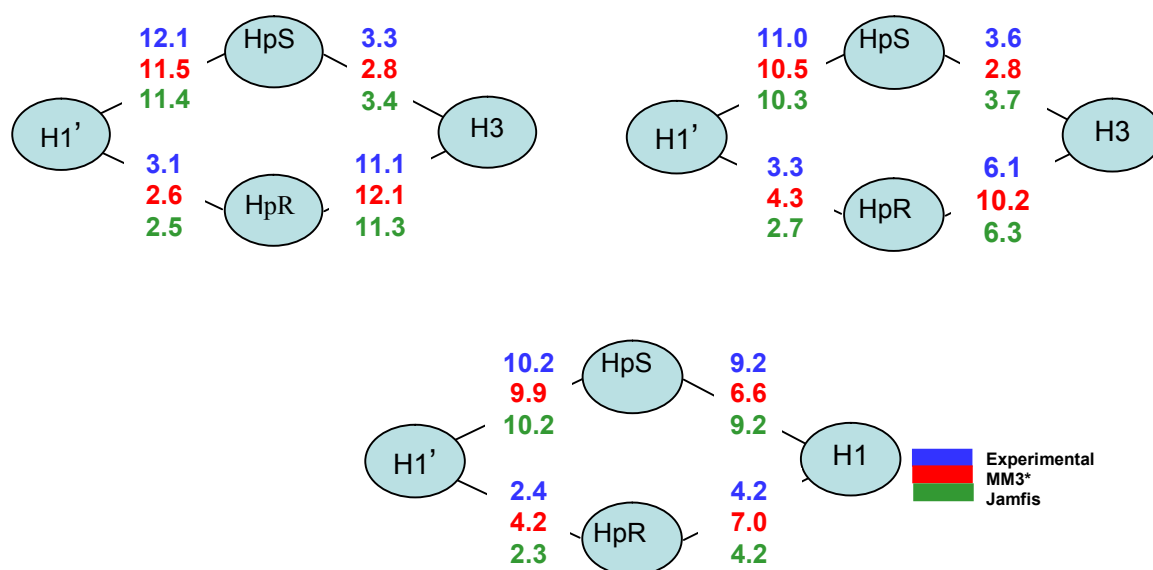 12.1
11.5
11.4
HpS
3.3
2.8
3.4
H1’
H3
3.1
2.6
2.5
HpR
11.1
12.1
11.3
11.0
10.5
10.3
HpS
3.6
2.8
3.7
H1’
H3
3.3
4.3
2.7
HpR
6.1
10.2
6.3
10.2
9.9
10.2
HpS
9.2
6.6
9.2
H1’
H1
2.4
4.2
2.3
HpR
4.2
7.0
4.2
Experimental
MM3*
Jamfis